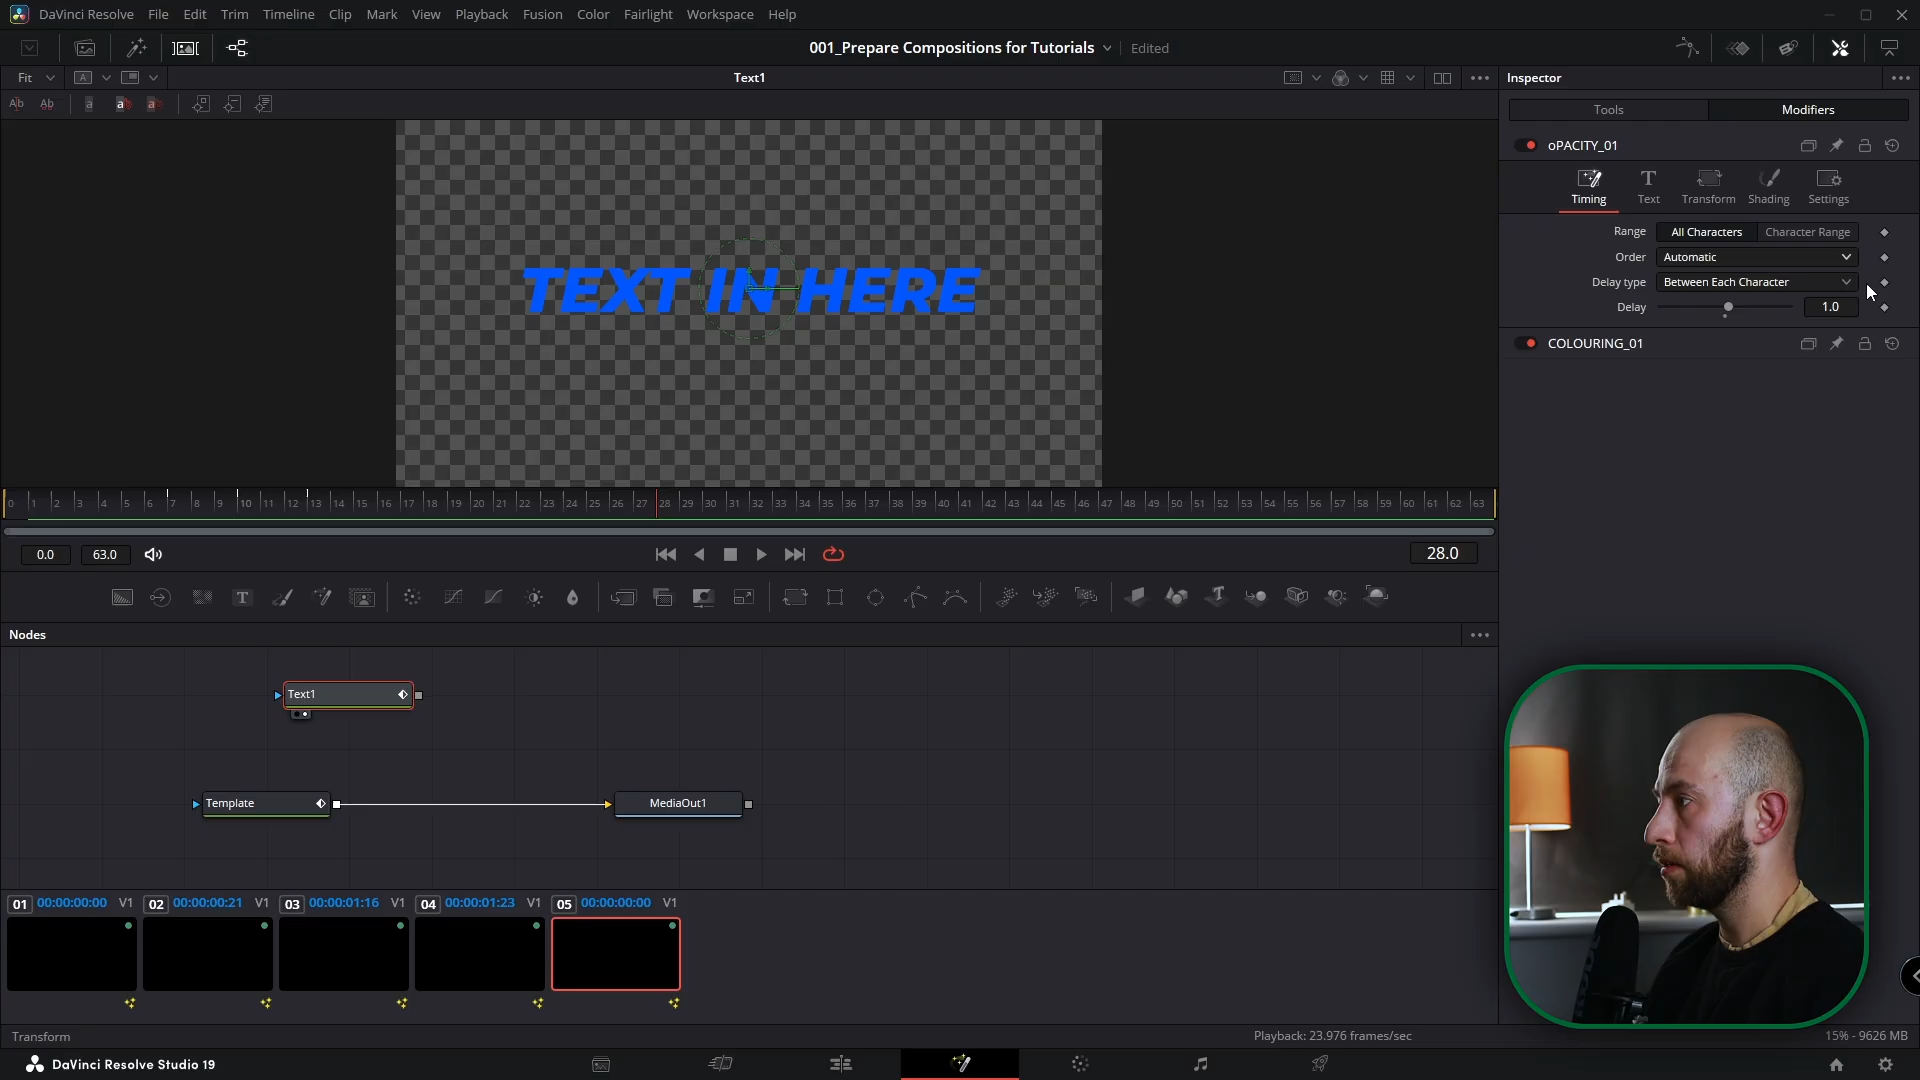 DaVinci Resolve File Edit Trim Timeline Clip Mark View Playback Fusion Color Fairlight Workspace Help
001_Prepare Compositions for Tutorials Edited
Fit A Text1 Inspector
Tools Modifiers
oPACITY_01
Timing Text Transform Shading Settings
Range All Characters Character Range
Order Automatic
Delay type Between Each Character
Delay 1.0
COLOURING_01
TEXT IN HERE
0 1 2 3 4 5 6 7 8 9 10 11 12 13 14 15 16 17 18 19 20 21 22 23 24 25 26 27 28 29 30 31 32 33 34 35 36 37 38 39 40 41 42 43 44 45 46 47 48 49 50 51 52 53 54 55 56 57 58 59 60 61 62 63
0.0 63.0 28.0
Nodes
Text1
Template MediaOut1
01 00:00:00:00 V1 02 00:00:00:21 V1 03 00:00:01:16 V1 04 00:00:01:23 V1 05 00:00:00:00 V1
Transform Playback: 23.976 frames/sec 15% - 9626 MB
DaVinci Resolve Studio 19